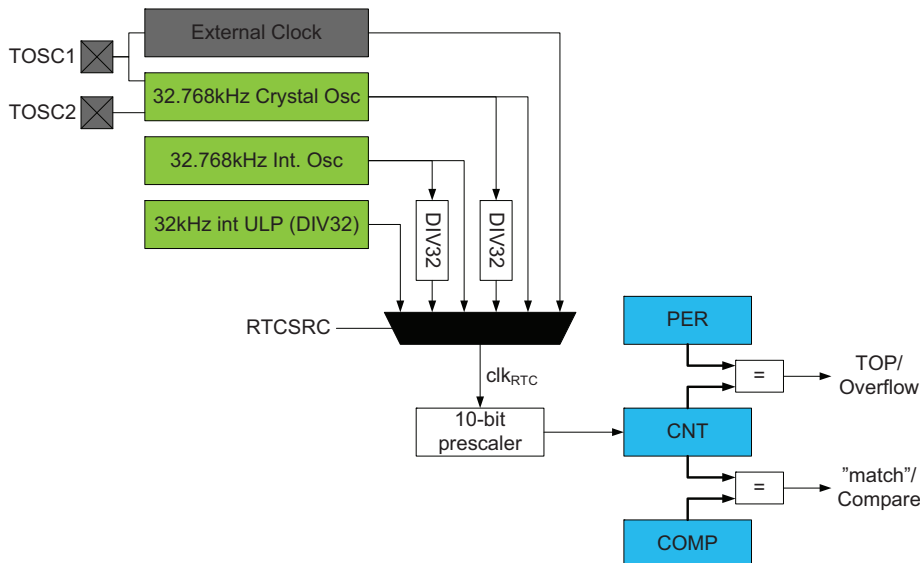 External Clock
TOSC1
32.768kHz Crystal Osc
TOSC2
32.768kHz Int. Osc
32kHz int ULP (DIV32)
DIV32
DIV32
RTCSRC
clkRTC
10-bit
prescaler
PER
=
TOP/
Overflow
CNT
=
"match"/
Compare
COMP